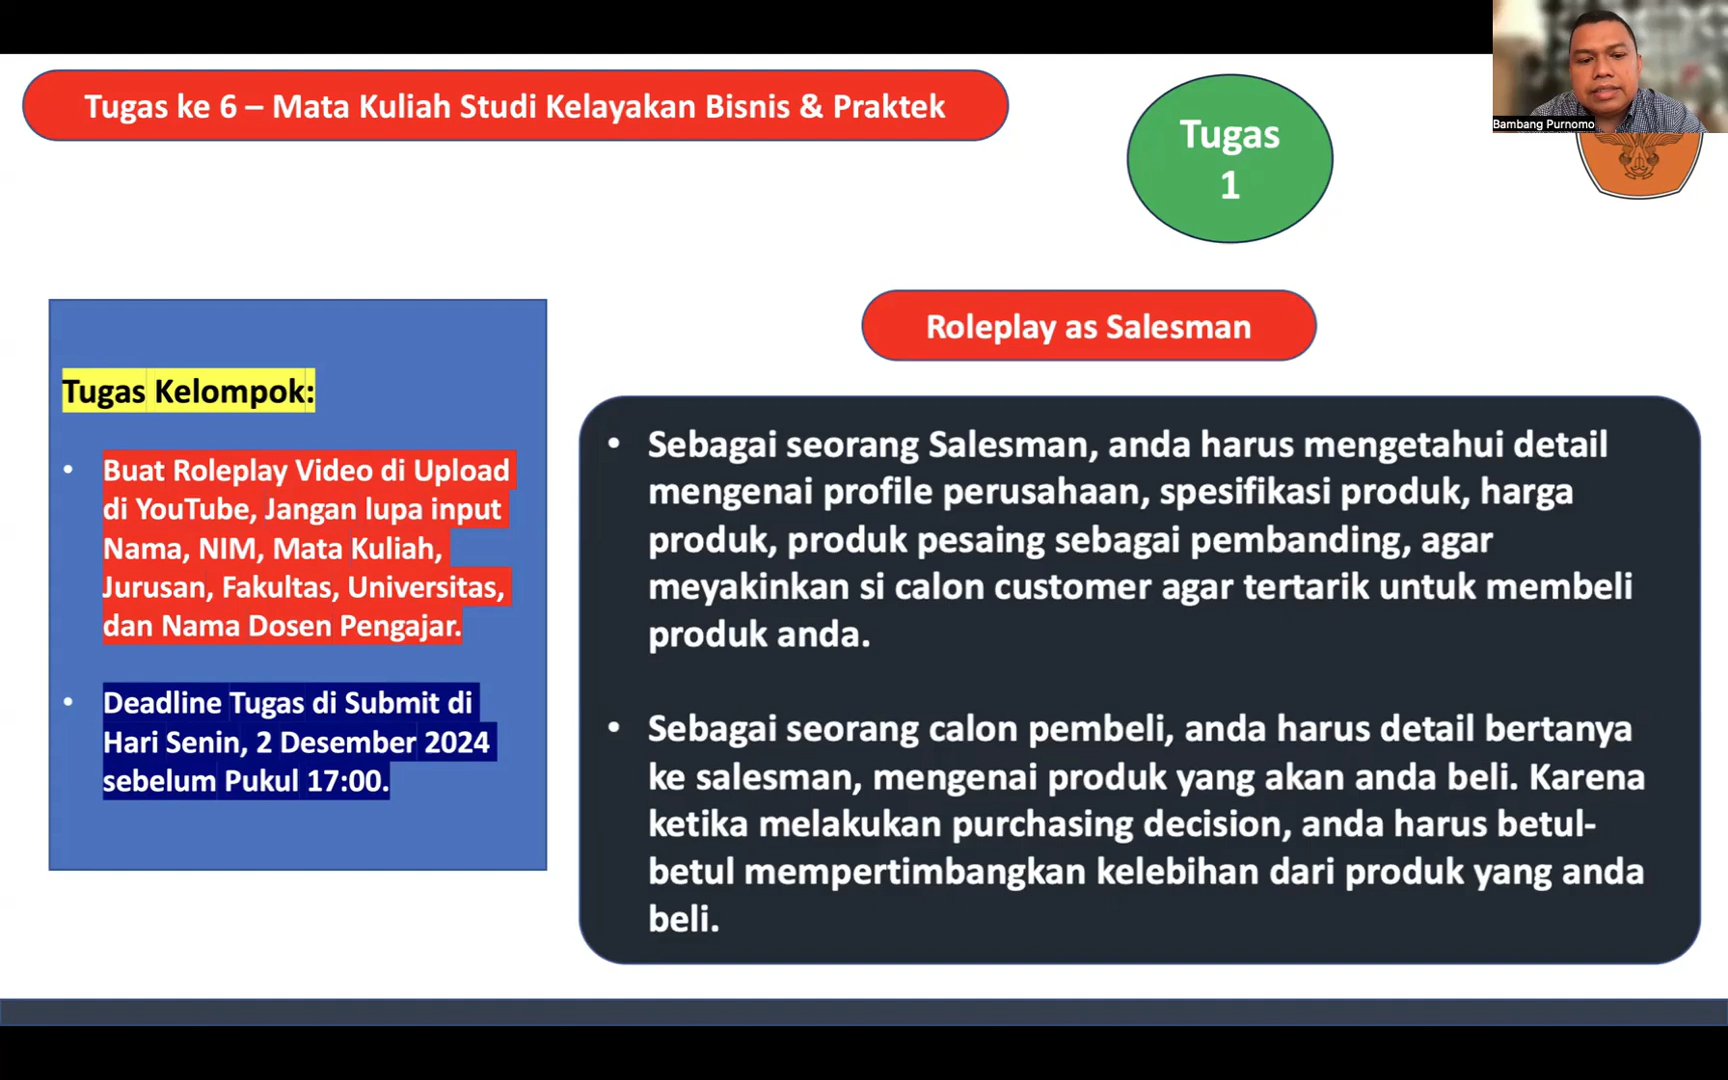 Tugas ke 6 – Mata Kuliah Studi Kelayakan Bisnis & Praktek
Tugas
1
Bambang Purnomo
Roleplay as Salesman
Tugas Kelompok:
• Buat Roleplay Video di Upload
di YouTube, Jangan lupa input
Nama, NIM, Mata Kuliah,
Jurusan, Fakultas, Universitas,
dan Nama Dosen Pengajar.
• Deadline Tugas di Submit di
Hari Senin, 2 Desember 2024
sebelum Pukul 17:00.
• Sebagai seorang Salesman, anda harus mengetahui detail
mengenai profile perusahaan, spesifikasi produk, harga
produk, produk pesaing sebagai pembanding, agar
meyakinkan si calon customer agar tertarik untuk membeli
produk anda.
• Sebagai seorang calon pembeli, anda harus detail bertanya
ke salesman, mengenai produk yang akan anda beli. Karena
ketika melakukan purchasing decision, anda harus betul-
betul mempertimbangkan kelebihan dari produk yang anda
beli.